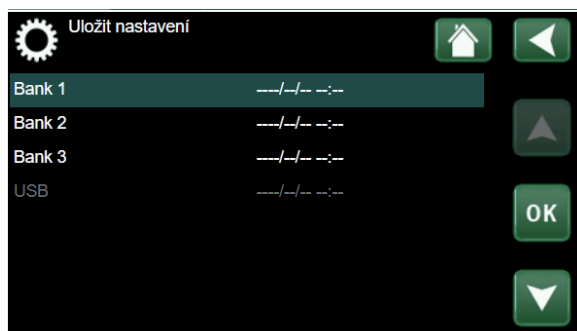 Uložit nastavení
Bank 1 ----/--/-- --:--
Bank 2 ----/--/-- --:--
Bank 3 ----/--/-- --:--
USB ----/--/-- --:--
OK